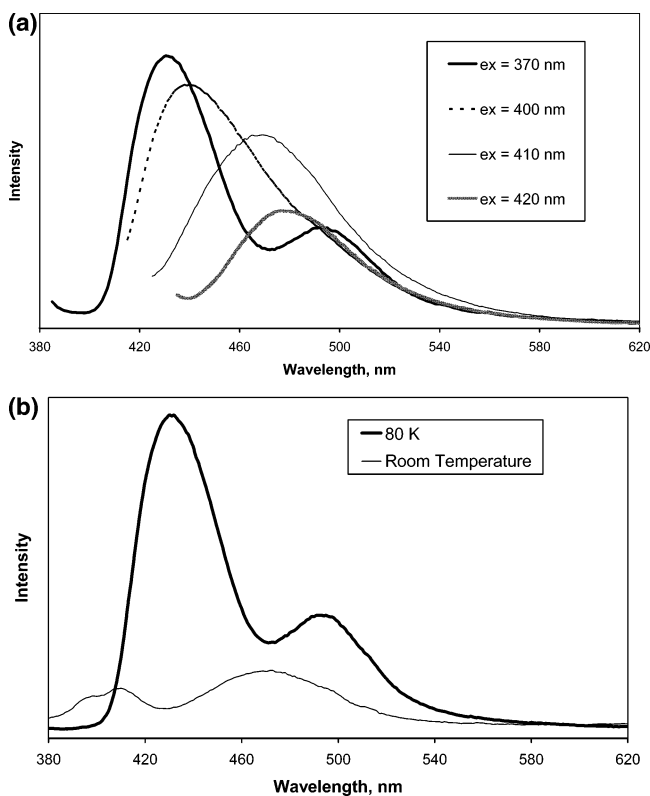 (a)
Intensity
ex = 370 nm
ex = 400 nm
ex = 410 nm
ex = 420 nm
380 420 460 500 540 580 620
Wavelength, nm
(b)
Intensity
80 K
Room Temperature
380 420 460 500 540 580 620
Wavelength, nm